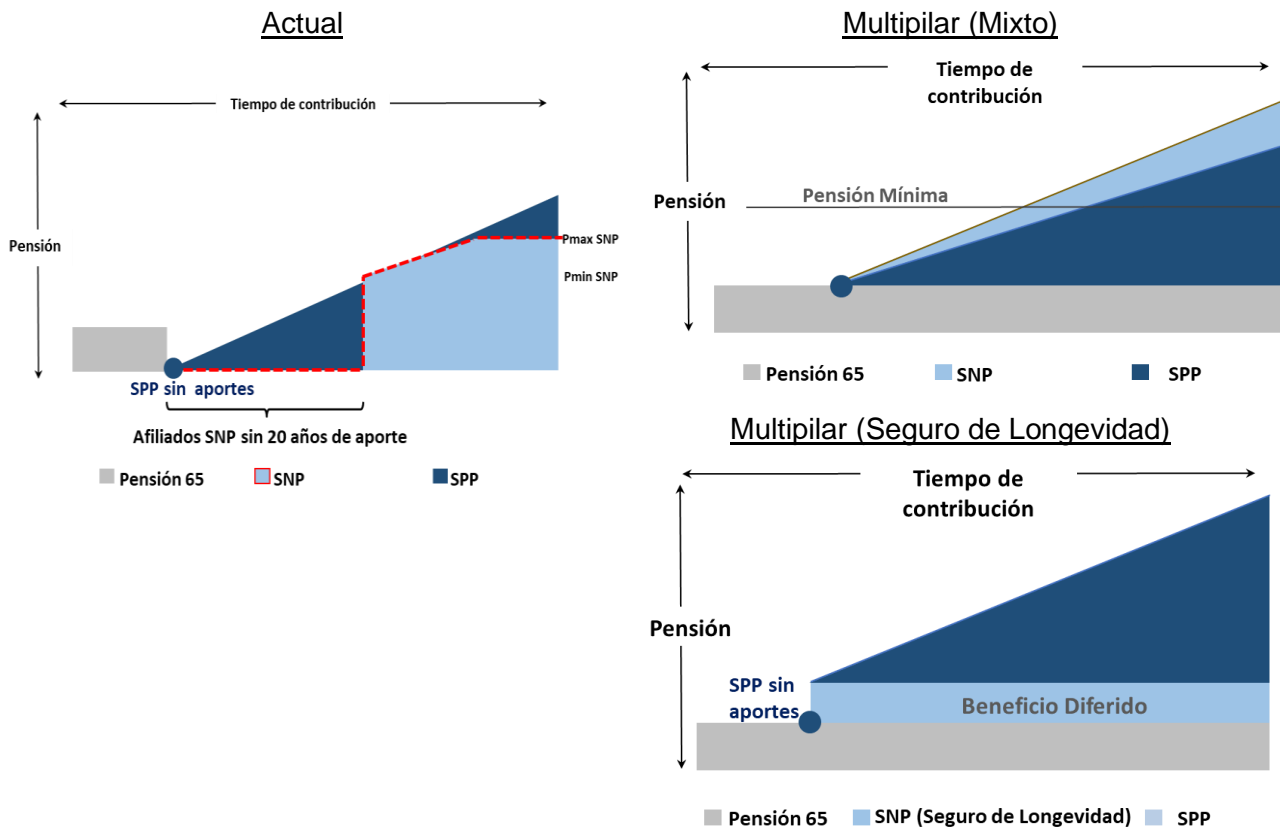 Actual
Tiempo de contribución
Pensión
Pmax SNP
Pmin SNP
SPP sin aportes
Afiliados SNP sin 20 años de aporte
Pensión 65
SNP
SPP
Multipilar (Mixto)
Tiempo de
contribución
Pensión
Pensión Mínima
Pensión 65
SNP
SPP
Multipilar (Seguro de Longevidad)
Tiempo de
contribución
Pensión
SPP sin
aportes
Beneficio Diferido
Pensión 65
SNP (Seguro de Longevidad)
SPP